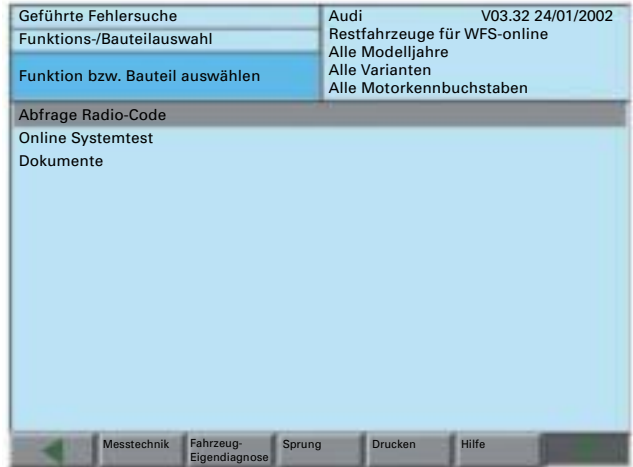 Geführte Fehlersuche
Funktions-/Bauteilauswahl
Funktion bzw. Bauteil auswählen
Audi V03.32 24/01/2002
Restfahrzeuge für WFS-online
Alle Modelljahre
Alle Varianten
Alle Motorkennbuchstaben
Abfrage Radio-Code
Online Systemtest
Dokumente
Messtechnik
Fahrzeug-
Eigendiagnose
Sprung
Drucken
Hilfe